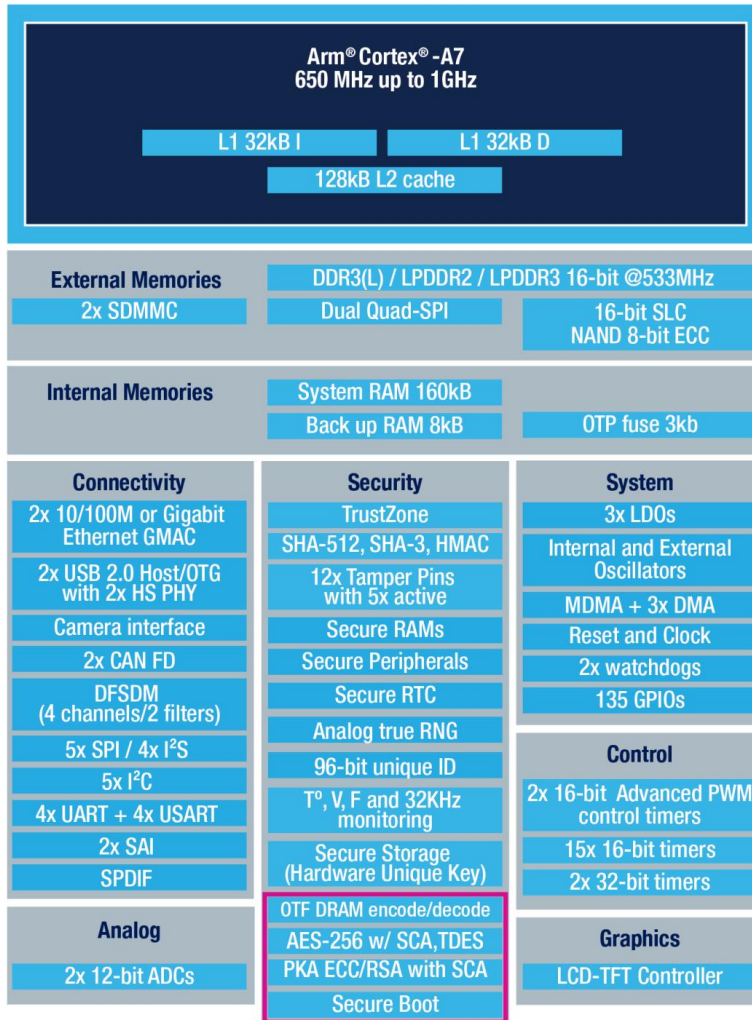 Arm® Cortex® -A7
650 MHz up to 1GHz
L1 32kB I
L1 32kB D
128kB L2 cache
External Memories
DDR3(L) / LPDDR2 / LPDDR3 16-bit @533MHz
2x SDMMC
Dual Quad-SPI
16-bit SLC
NAND 8-bit ECC
Internal Memories
System RAM 160kB
Back up RAM 8kB
OTP fuse 3kb
Connectivity
2x 10/100M or Gigabit
Ethernet GMAC
2x USB 2.0 Host/OTG
with 2x HS PHY
Camera interface
2x CAN FD
DFSDM
(4 channels/2 filters)
5x SPI / 4x I²S
5x I²C
4x UART + 4x USART
2x SAI
SPDIF
Analog
2x 12-bit ADCs
Security
TrustZone
SHA-512, SHA-3, HMAC
12x Tamper Pins
with 5x active
Secure RAMs
Secure Peripherals
Secure RTC
Analog true RNG
96-bit unique ID
Tº, V, F and 32KHz
monitoring
Secure Storage
(Hardware Unique Key)
OTF DRAM encode/decode
AES-256 w/ SCA,TDES
PKA ECC/RSA with SCA
Secure Boot
System
3x LDOs
Internal and External
Oscillators
MDMA + 3x DMA
Reset and Clock
2x watchdogs
135 GPIOs
Control
2x 16-bit Advanced PWM
control timers
15x 16-bit timers
2x 32-bit timers
Graphics
LCD-TFT Controller